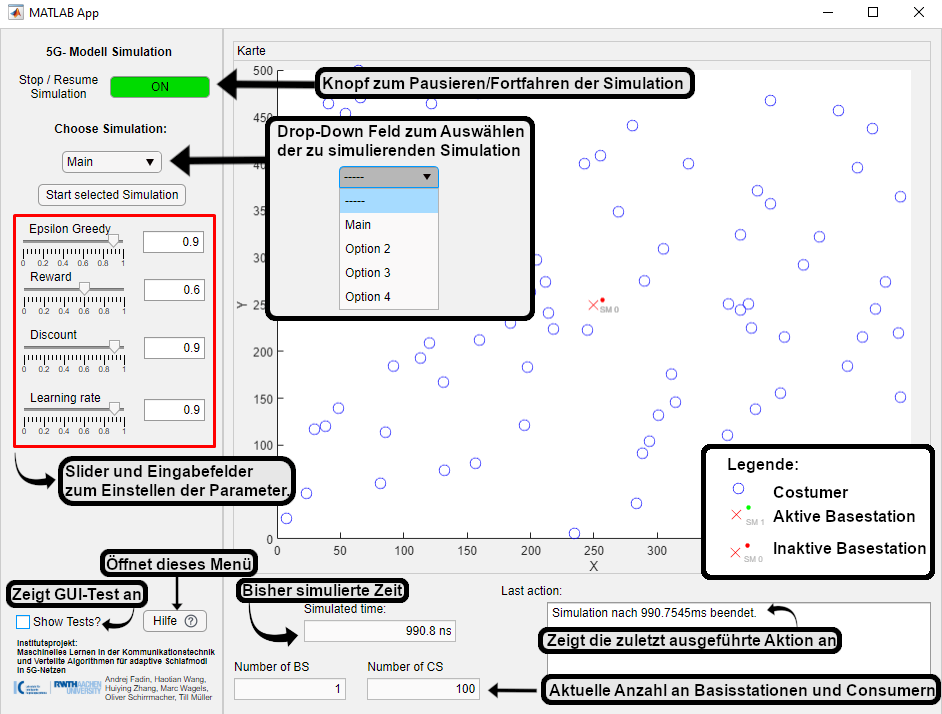 MATLAB App
5G- Modell Simulation
Stop / Resume
Simulation
ON
Knopf zum Pausieren/Fortfahren der Simulation
Choose Simulation:
Main
Start selected Simulation
Drop-Down Feld zum Auswählen
der zu simulierenden Simulation
-----
-----
Main
Option 2
Option 3
Option 4
Epsilon Greedy
0.9
0 0.2 0.4 0.6 0.8 1
Reward
0.6
0 0.2 0.4 0.6 0.8 1
Discount
0.9
0 0.2 0.4 0.6 0.8 1
Learning rate
0.9
0 0.2 0.4 0.6 0.8 1
Slider und Eingabefelder
zum Einstellen der Parameter.
Karte
500
450
250
200
150
100
50
0
Y
0 50 100 150 200 250 300
X
SM 0
Legende:
Costumer
SM 1 Aktive Basestation
SM 0 Inaktive Basestation
Öffnet dieses Menü
Zeigt GUI-Test an
Show Tests?
Hilfe ?
Institutsprojekt:
Maschinelles Lernen in der Kommunikationstechnik
und Verteilte Algorithmen für adaptive Schlafmodi
in 5G-Netzen
RWTH AACHEN
UNIVERSITY
Andrej Fadin, Haotian Wang,
Huiying Zhang, Marc Wagels,
Oliver Schirrmacher, Till Müller
Bisher simulierte Zeit
Simulated time:
990.8 ns
Number of BS
1
Number of CS
100
Last action:
Simulation nach 990.7545ms beendet.
Zeigt die zuletzt ausgeführte Aktion an
Aktuelle Anzahl an Basisstationen und Consumern